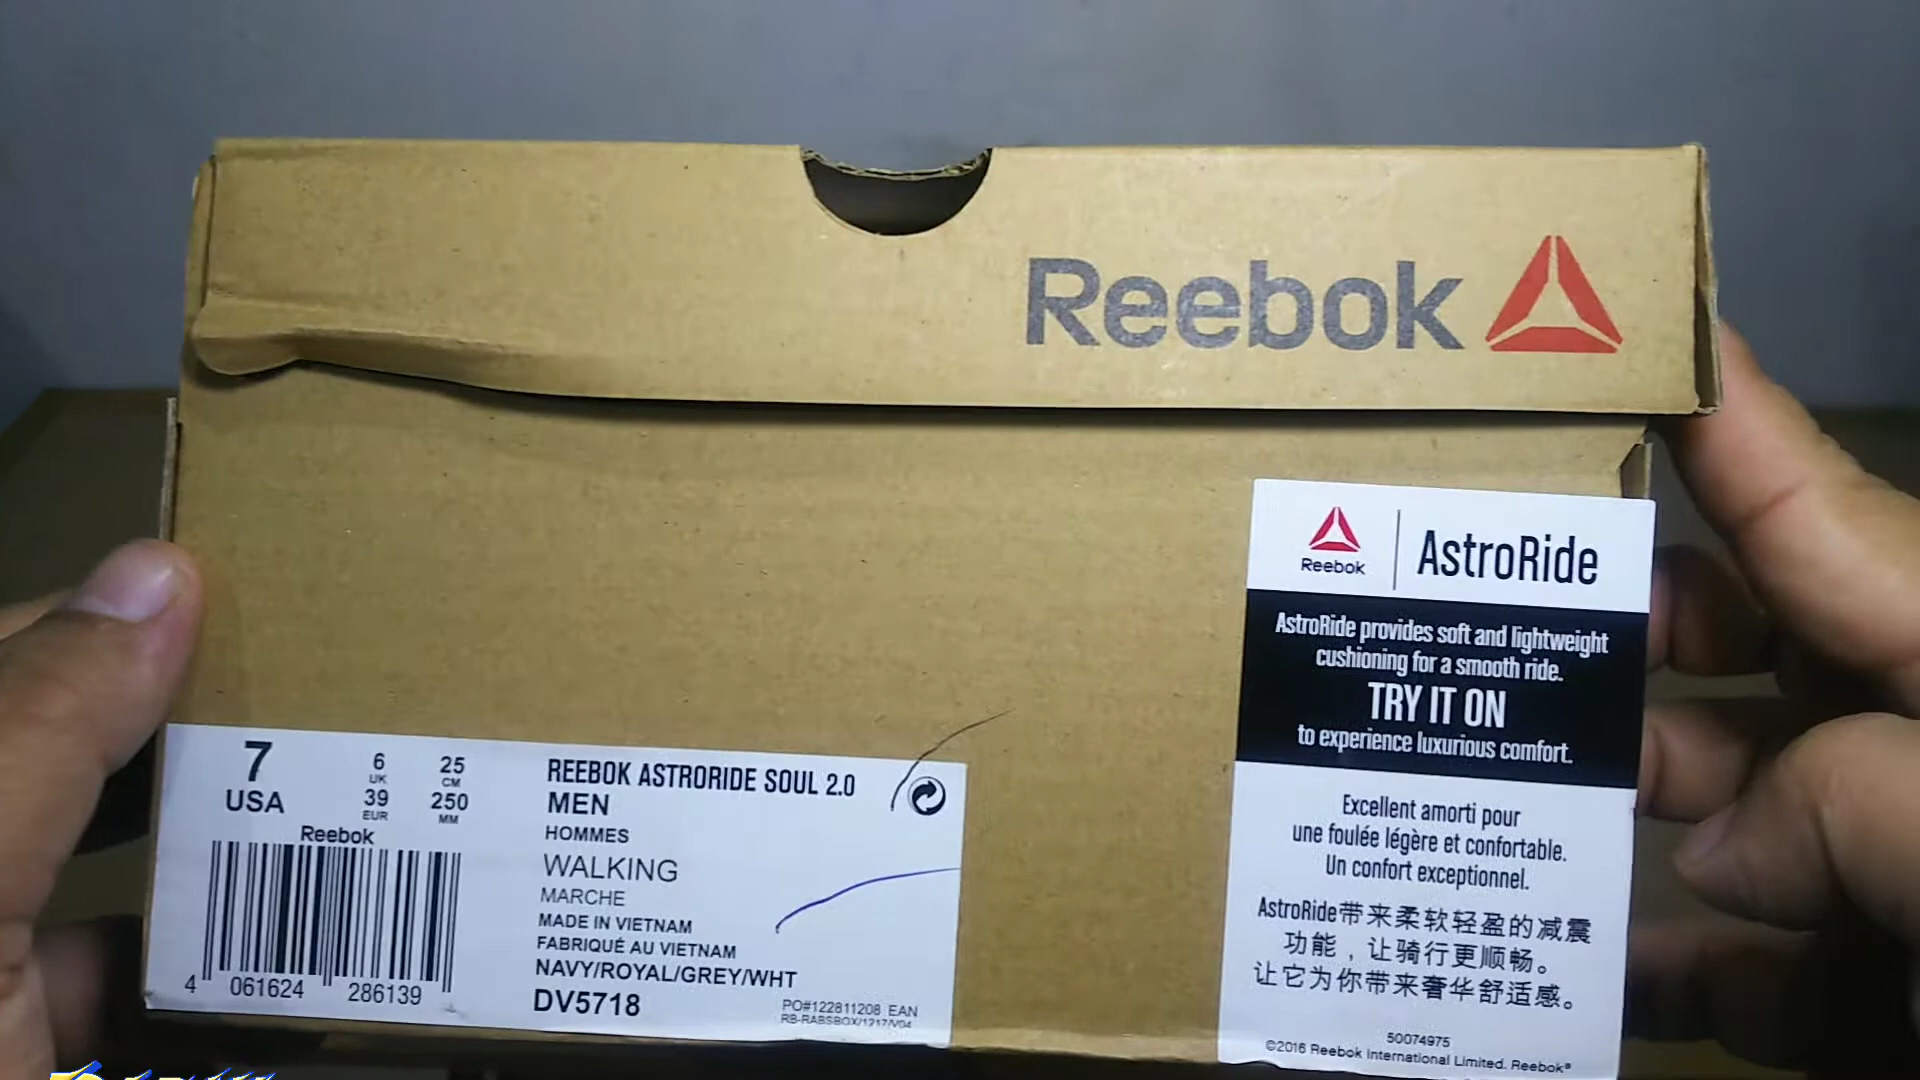 Reebok
7
USA
6
UK
39
EUR
25
CM
250
MM
Reebok
4 061624 286139
REEBOK ASTRORIDE SOUL 2.0
MEN
HOMMES
WALKING
MARCHE
MADE IN VIETNAM
FABRIQUÉ AU VIETNAM
NAVY/ROYAL/GREY/WHT
DV5718
PO#122811208 EAN
RB-RABSBOX/1217/V04
Reebok
AstroRide
AstroRide provides soft and lightweight
cushioning for a smooth ride.
TRY IT ON
to experience luxurious comfort.
Excellent amorti pour
une foulée légère et confortable.
Un confort exceptionnel.
AstroRide带来柔软轻盈的减震
功能，让骑行更顺畅。
让它为你带来奢华舒适感。
50074975
©2016 Reebok International Limited. Reebok®